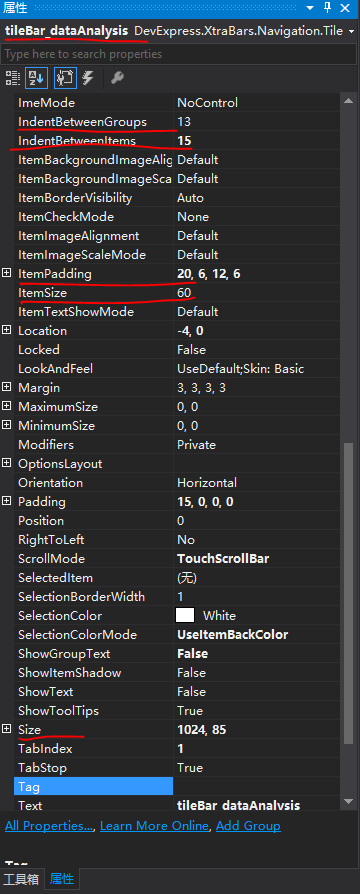 属性
tileBar_dataAnalysis DevExpress.XtraBars.Navigation.Tile
Type here to search properties
ImeMode NoControl
IndentBetweenGroups 13
IndentBetweenItems 15
ItemBackgroundImageAlig Default
ItemBackgroundImageSca Default
ItemBorderVisibility Auto
ItemCheckMode None
ItemImageAlignment Default
ItemImageScaleMode Default
ItemPadding 20, 6, 12, 6
ItemSize 60
ItemTextShowMode Default
Location -4, 0
Locked False
LookAndFeel UseDefault;Skin: Basic
Margin 3, 3, 3, 3
MaximumSize 0, 0
MinimumSize 0, 0
Modifiers Private
OptionsLayout
Orientation Horizontal
Padding 15, 0, 0, 0
Position 0
RightToLeft No
ScrollMode TouchScrollBar
SelectedItem (无)
SelectionBorderWidth 1
SelectionColor White
SelectionColorMode UseItemBackColor
ShowGroupText False
ShowItemShadow False
ShowText False
ShowToolTips True
Size 1024, 85
TabIndex 1
TabStop True
Tag
Text tileBar_dataAnalysis
All Properties..., Learn More Online, Add Group
Tag
工具箱 属性